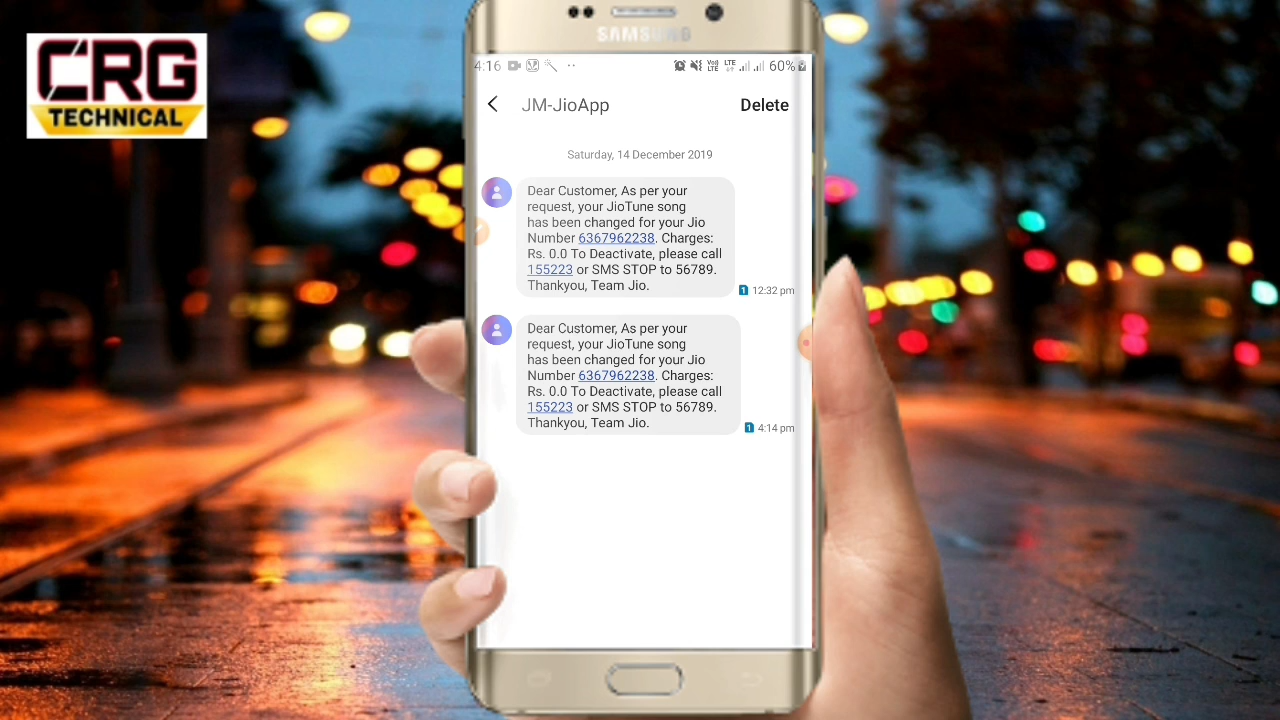 CRG
TECHNICAL
SAMSUNG
4:16
VoD LTE
LTE
60%
JM-JioApp
Delete
Saturday, 14 December 2019
Dear Customer, As per your
request, your JioTune song
has been changed for your Jio
Number 6367962238. Charges:
Rs. 0.0 To Deactivate, please call
155223 or SMS STOP to 56789.
Thankyou, Team Jio.
1 12:32 pm
Dear Customer, As per your
request, your JioTune song
has been changed for your Jio
Number 6367962238. Charges:
Rs. 0.0 To Deactivate, please call
155223 or SMS STOP to 56789.
Thankyou, Team Jio.
1 4:14 pm